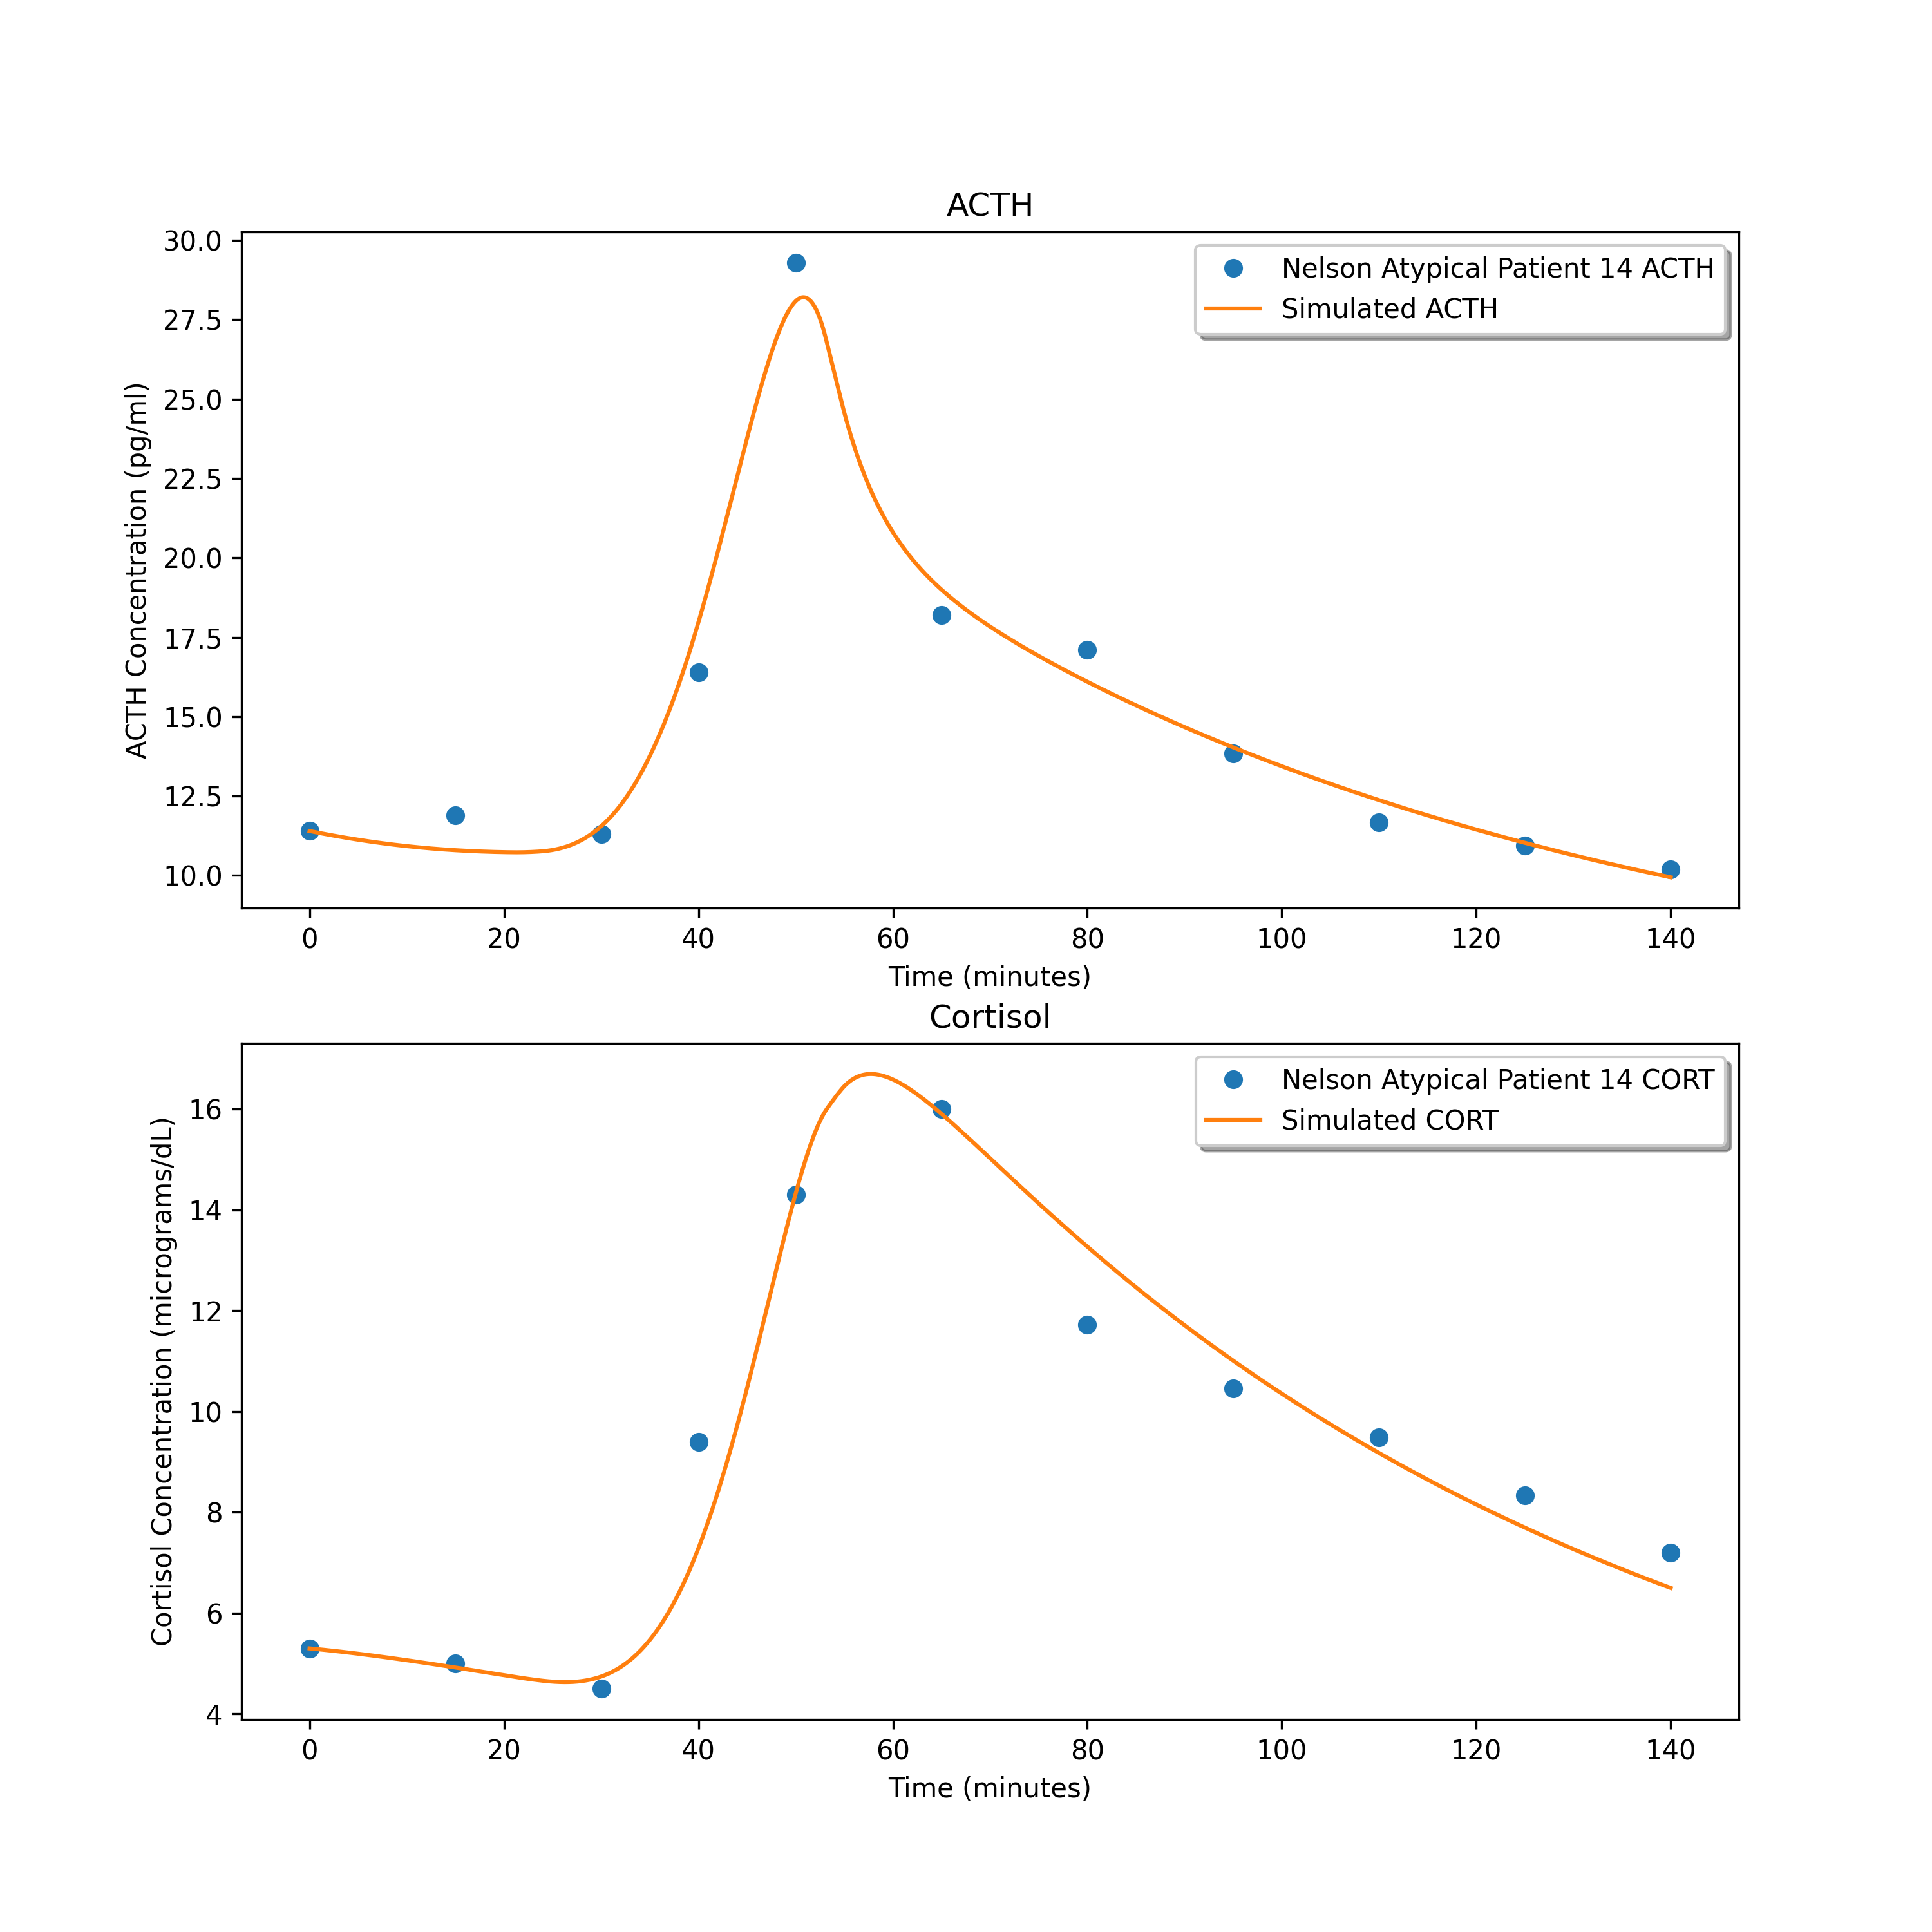 ACTH
30.0
27.5
25.0
22.5
20.0
17.5
15.0
12.5
10.0
ACTH Concentration (pg/ml)
Nelson Atypical Patient 14 ACTH
Simulated ACTH
0 20 40 60 80 100 120 140
Time (minutes)
Cortisol
16
14
12
10
8
6
4
Cortisol Concentration (micrograms/dL)
Nelson Atypical Patient 14 CORT
Simulated CORT
0 20 40 60 80 100 120 140
Time (minutes)